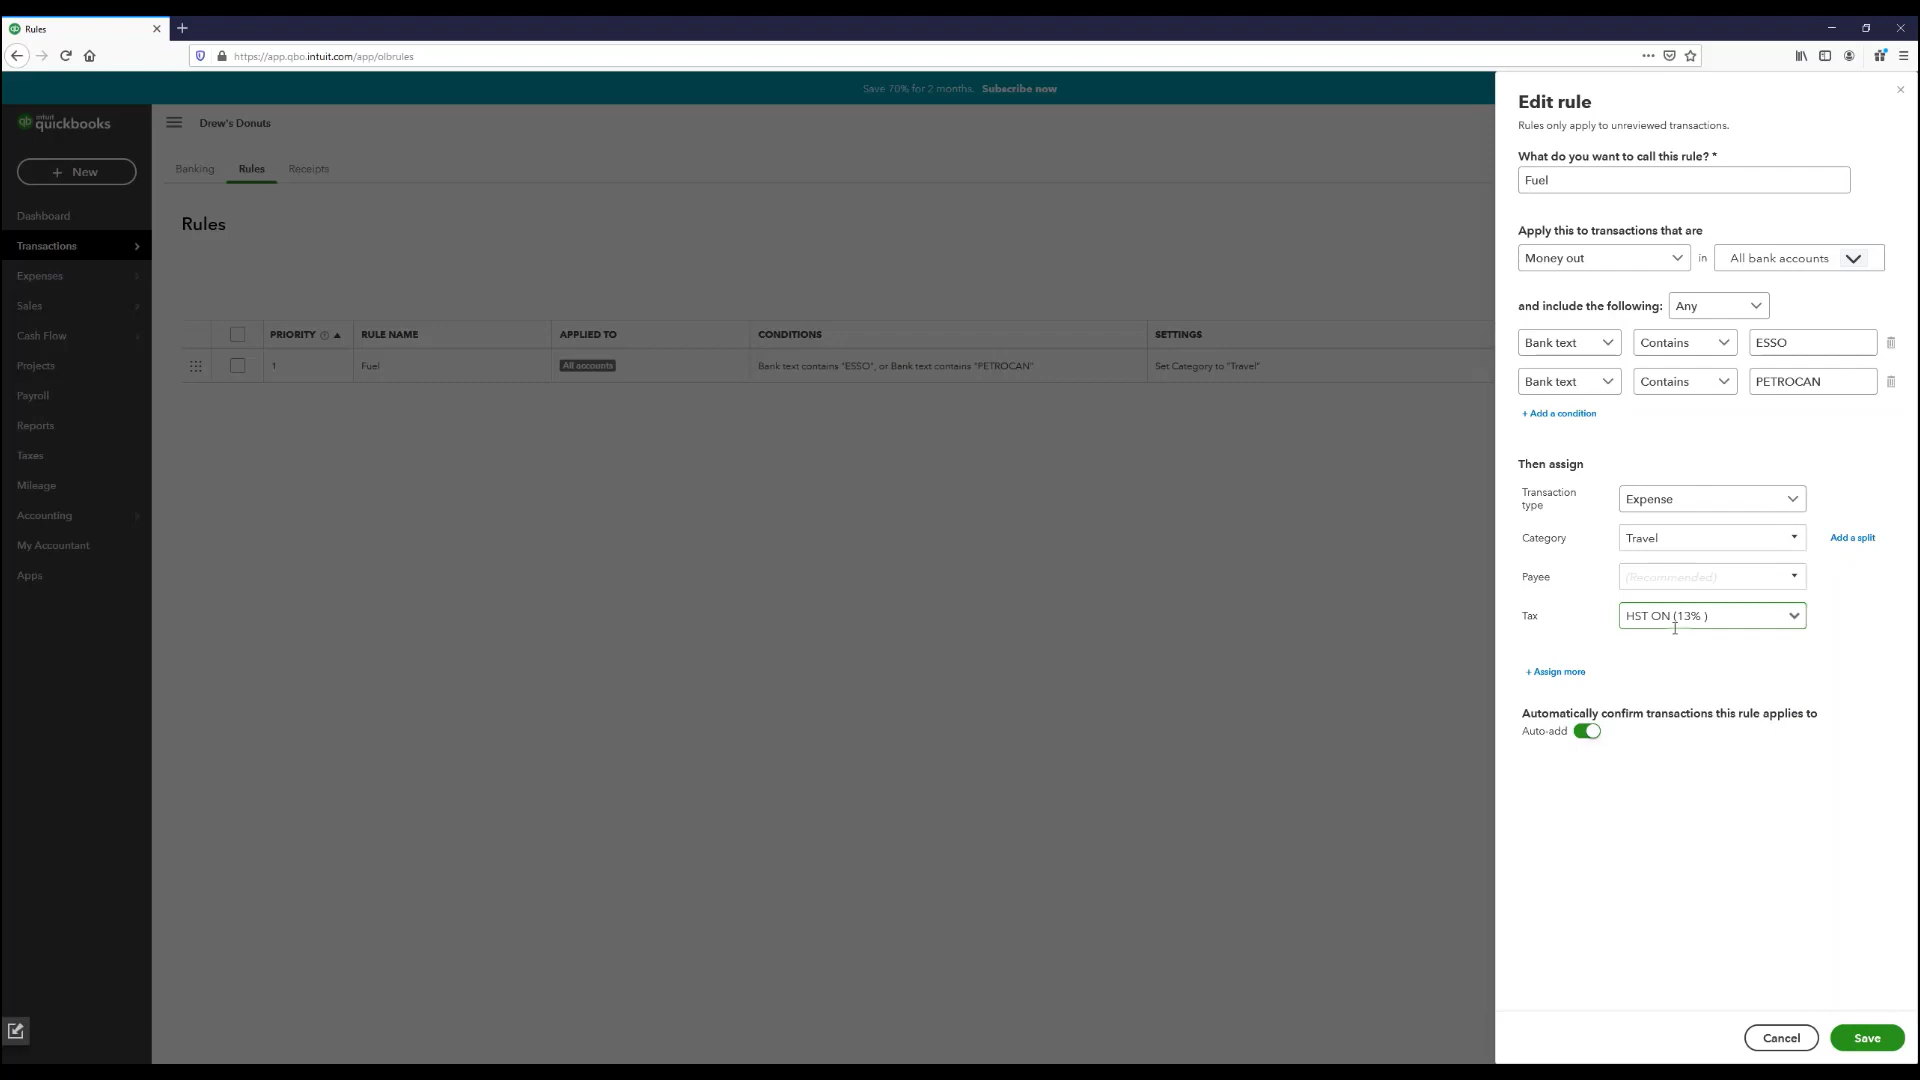 Rules
https://app.qbo.intuit.com/app/olbrules
Save 70% for 2 months. Subscribe now
intuit quickbooks
qb
Drew's Donuts
+ New
Banking Rules Receipts
Dashboard
Transactions
Expenses
Sales
Cash Flow
Projects
Payroll
Reports
Taxes
Mileage
Accounting
My Accountant
Apps
Rules
PRIORITY RULE NAME APPLIED TO CONDITIONS SETTINGS
1 Fuel All accounts Bank text contains "ESSO", or Bank text contains "PETROCAN" Set Category to "Travel"
Edit rule
Rules only apply to unreviewed transactions.
What do you want to call this rule? *
Fuel
Apply this to transactions that are
Money out in All bank accounts
and include the following: Any
Bank text Contains ESSO
Bank text Contains PETROCAN
+ Add a condition
Then assign
Transaction type Expense
Category Travel Add a split
Payee (Recommended)
Tax HST ON (13% )
+ Assign more
Automatically confirm transactions this rule applies to
Auto-add
Cancel Save